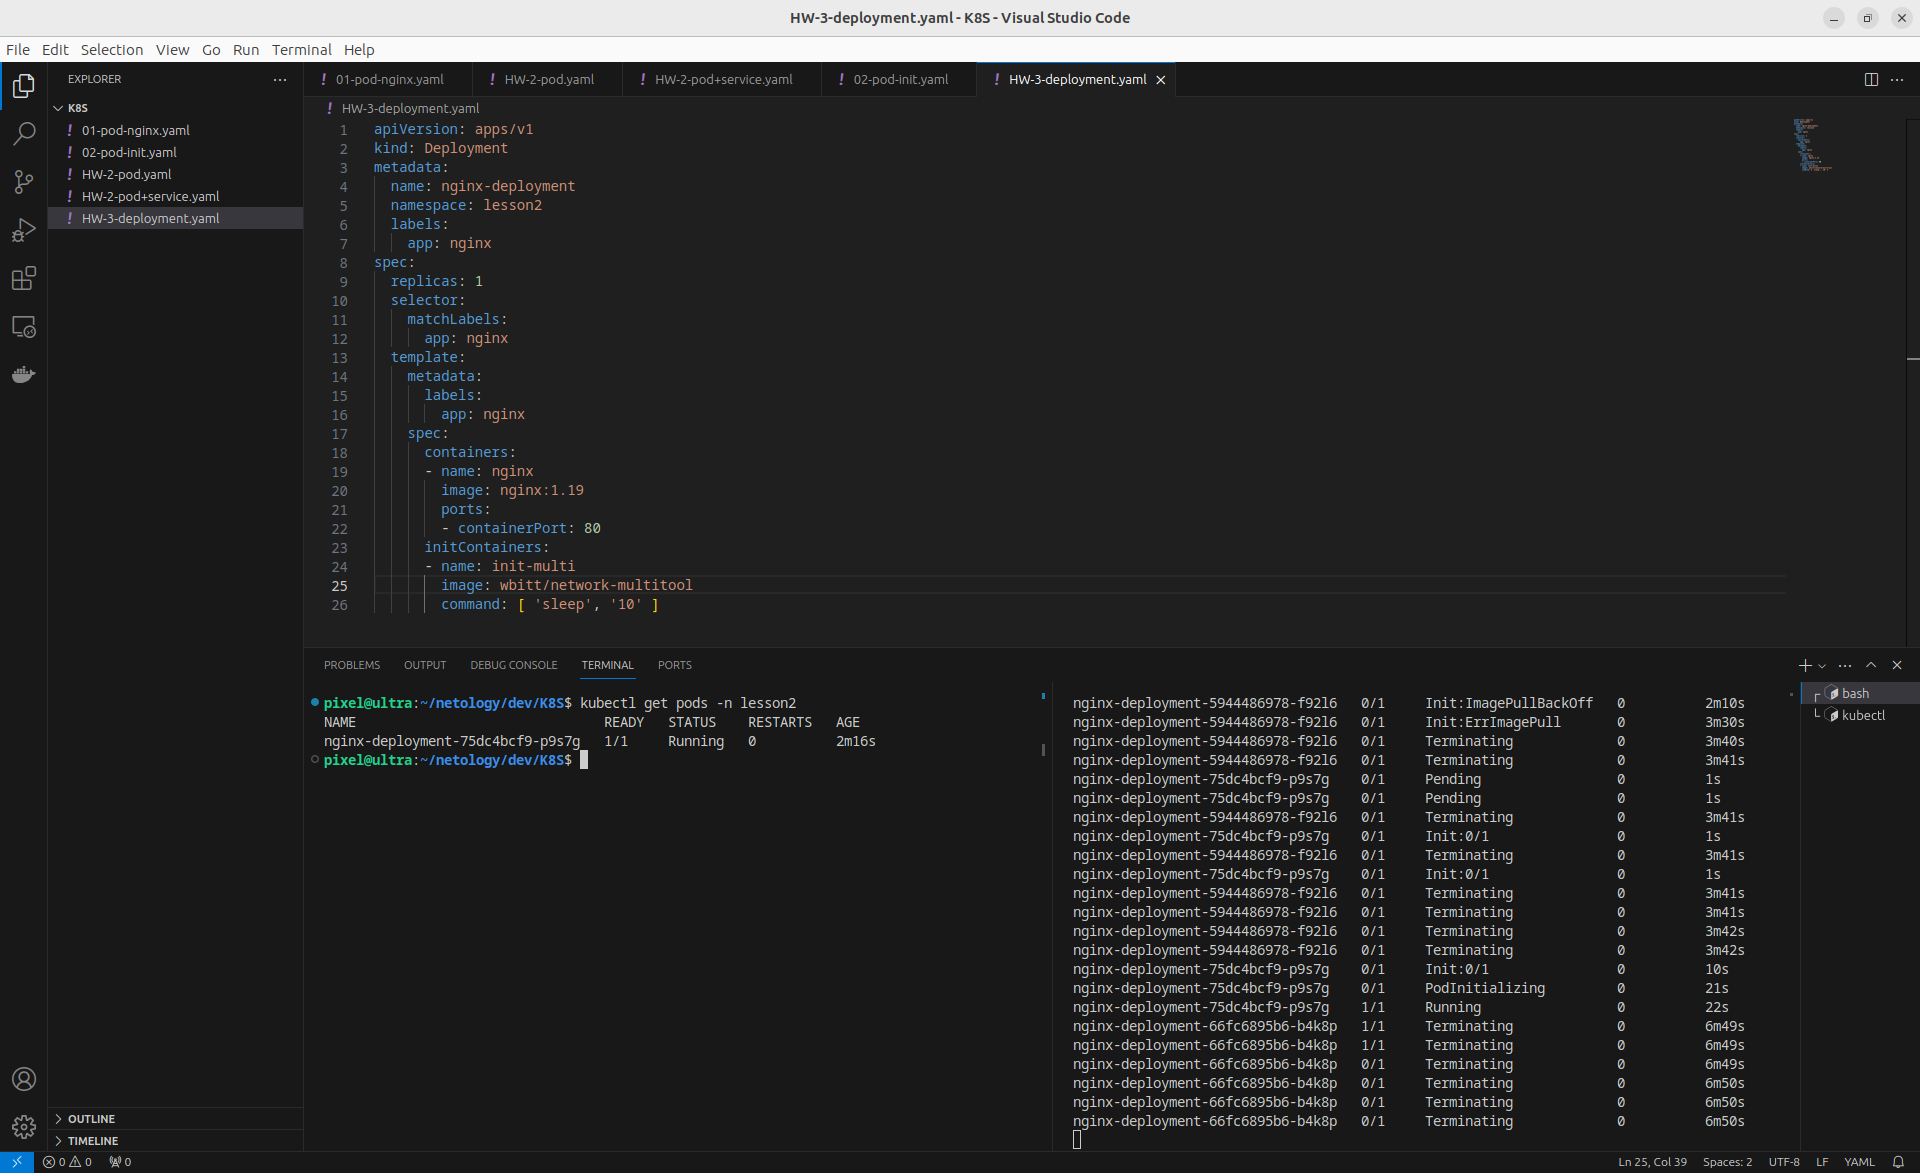 HW-3-deployment.yaml - K8S - Visual Studio Code
File Edit Selection View Go Run Terminal Help
EXPLORER
K8S
! 01-pod-nginx.yaml
! 02-pod-init.yaml
! HW-2-pod.yaml
! HW-2-pod+service.yaml
! HW-3-deployment.yaml
OUTLINE
TIMELINE
! 01-pod-nginx.yaml ! HW-2-pod.yaml ! HW-2-pod+service.yaml ! 02-pod-init.yaml ! HW-3-deployment.yaml
! HW-3-deployment.yaml
1 apiVersion: apps/v1
2 kind: Deployment
3 metadata:
4 name: nginx-deployment
5 namespace: lesson2
6 labels:
7 app: nginx
8 spec:
9 replicas: 1
10 selector:
11 matchLabels:
12 app: nginx
13 template:
14 metadata:
15 labels:
16 app: nginx
17 spec:
18 containers:
19 - name: nginx
20 image: nginx:1.19
21 ports:
22 - containerPort: 80
23 initContainers:
24 - name: init-multi
25 image: wbitt/network-multitool
26 command: [ 'sleep', '10' ]
PROBLEMS OUTPUT DEBUG CONSOLE TERMINAL PORTS
pixel@ultra:~/netology/dev/K8S$ kubectl get pods -n lesson2
NAME READY STATUS RESTARTS AGE
nginx-deployment-75dc4bcf9-p9s7g 1/1 Running 0 2m16s
pixel@ultra:~/netology/dev/K8S$
nginx-deployment-5944486978-f92l6 0/1 Init:ImagePullBackOff 0 2m10s
nginx-deployment-5944486978-f92l6 0/1 Init:ErrImagePull 0 3m30s
nginx-deployment-5944486978-f92l6 0/1 Terminating 0 3m40s
nginx-deployment-5944486978-f92l6 0/1 Terminating 0 3m41s
nginx-deployment-75dc4bcf9-p9s7g 0/1 Pending 0 1s
nginx-deployment-75dc4bcf9-p9s7g 0/1 Pending 0 1s
nginx-deployment-5944486978-f92l6 0/1 Terminating 0 3m41s
nginx-deployment-75dc4bcf9-p9s7g 0/1 Init:0/1 0 1s
nginx-deployment-5944486978-f92l6 0/1 Terminating 0 3m41s
nginx-deployment-75dc4bcf9-p9s7g 0/1 Init:0/1 0 1s
nginx-deployment-5944486978-f92l6 0/1 Terminating 0 3m41s
nginx-deployment-5944486978-f92l6 0/1 Terminating 0 3m41s
nginx-deployment-5944486978-f92l6 0/1 Terminating 0 3m42s
nginx-deployment-5944486978-f92l6 0/1 Terminating 0 3m42s
nginx-deployment-75dc4bcf9-p9s7g 0/1 Init:0/1 0 10s
nginx-deployment-75dc4bcf9-p9s7g 0/1 PodInitializing 0 21s
nginx-deployment-75dc4bcf9-p9s7g 1/1 Running 0 22s
nginx-deployment-66fc6895b6-b4k8p 1/1 Terminating 0 6m49s
nginx-deployment-66fc6895b6-b4k8p 1/1 Terminating 0 6m49s
nginx-deployment-66fc6895b6-b4k8p 0/1 Terminating 0 6m49s
nginx-deployment-66fc6895b6-b4k8p 0/1 Terminating 0 6m50s
nginx-deployment-66fc6895b6-b4k8p 0/1 Terminating 0 6m50s
nginx-deployment-66fc6895b6-b4k8p 0/1 Terminating 0 6m50s
bash
kubectl
0 0 0 Ln 25, Col 39 Spaces: 2 UTF-8 LF YAML